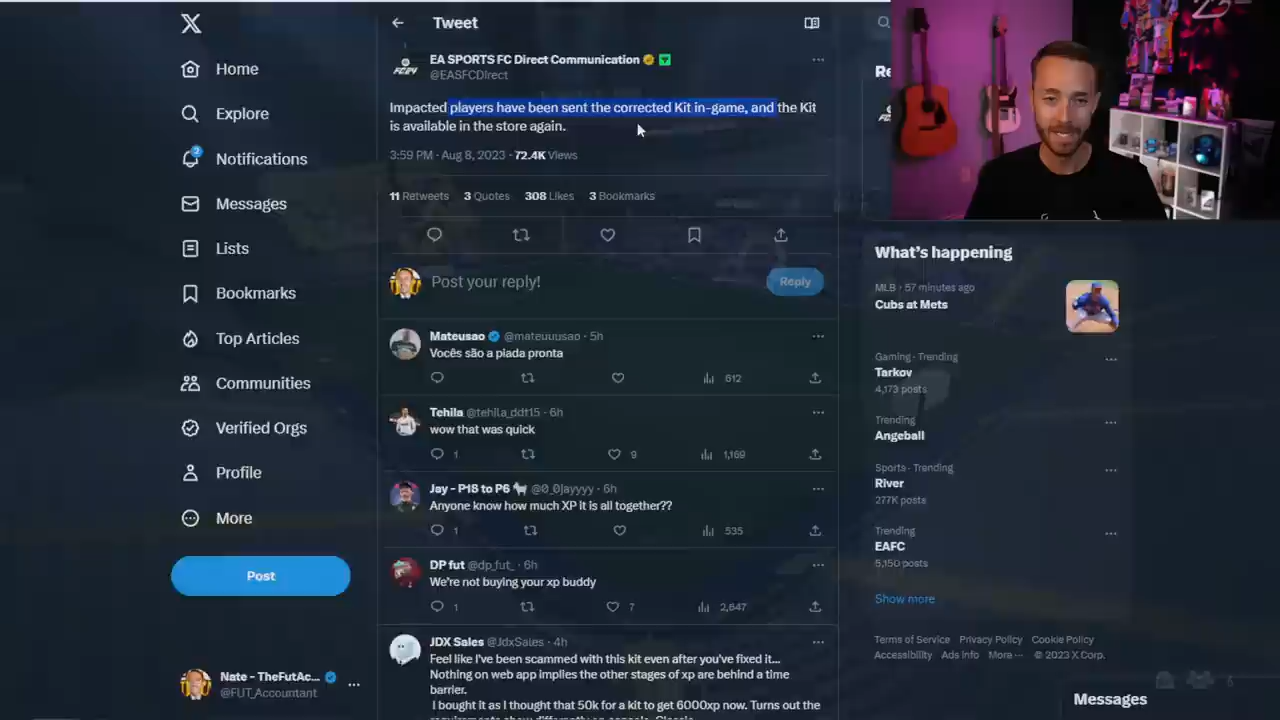 Home
Explore
2
Notifications
Messages
Lists
Bookmarks
Top Articles
Communities
Verified Orgs
Profile
More
Post
Nate - TheFutAc...
@FUT_Accountant
Tweet
EA SPORTS FC Direct Communication
@EASFCDirect
Impacted players have been sent the corrected Kit in-game, and the Kit
is available in the store again.
3:59 PM · Aug 8, 2023 · 72.4K Views
11 Retweets 3 Quotes 308 Likes 3 Bookmarks
Post your reply!
Reply
Mateusao @mateuuusao · 5h
Vocês são a piada pronta
612
Tehila @tehila_ddt15 · 6h
wow that was quick
1 9 1,169
Jay - P18 to P6 @0_0jayyyy · 6h
Anyone know how much XP it is all together??
1 535
DP fut @dp_fut_ · 6h
We're not buying your xp buddy
1 7 2,647
JDX Sales @JdxSales · 4h
Feel like I've been scammed with this kit even after you've fixed it...
Nothing on web app implies the other stages of xp are behind a time
barrier.
I bought it as I thought that 50k for a kit to get 6000xp now. Turns out the
Re
What's happening
MLB · 57 minutes ago
Cubs at Mets
Gaming · Trending
Tarkov
4,173 posts
Trending
Angeball
Sports · Trending
River
277K posts
Trending
EAFC
5,150 posts
Show more
Terms of Service Privacy Policy Cookie Policy
Accessibility Ads info More ··· © 2023 X Corp.
Messages